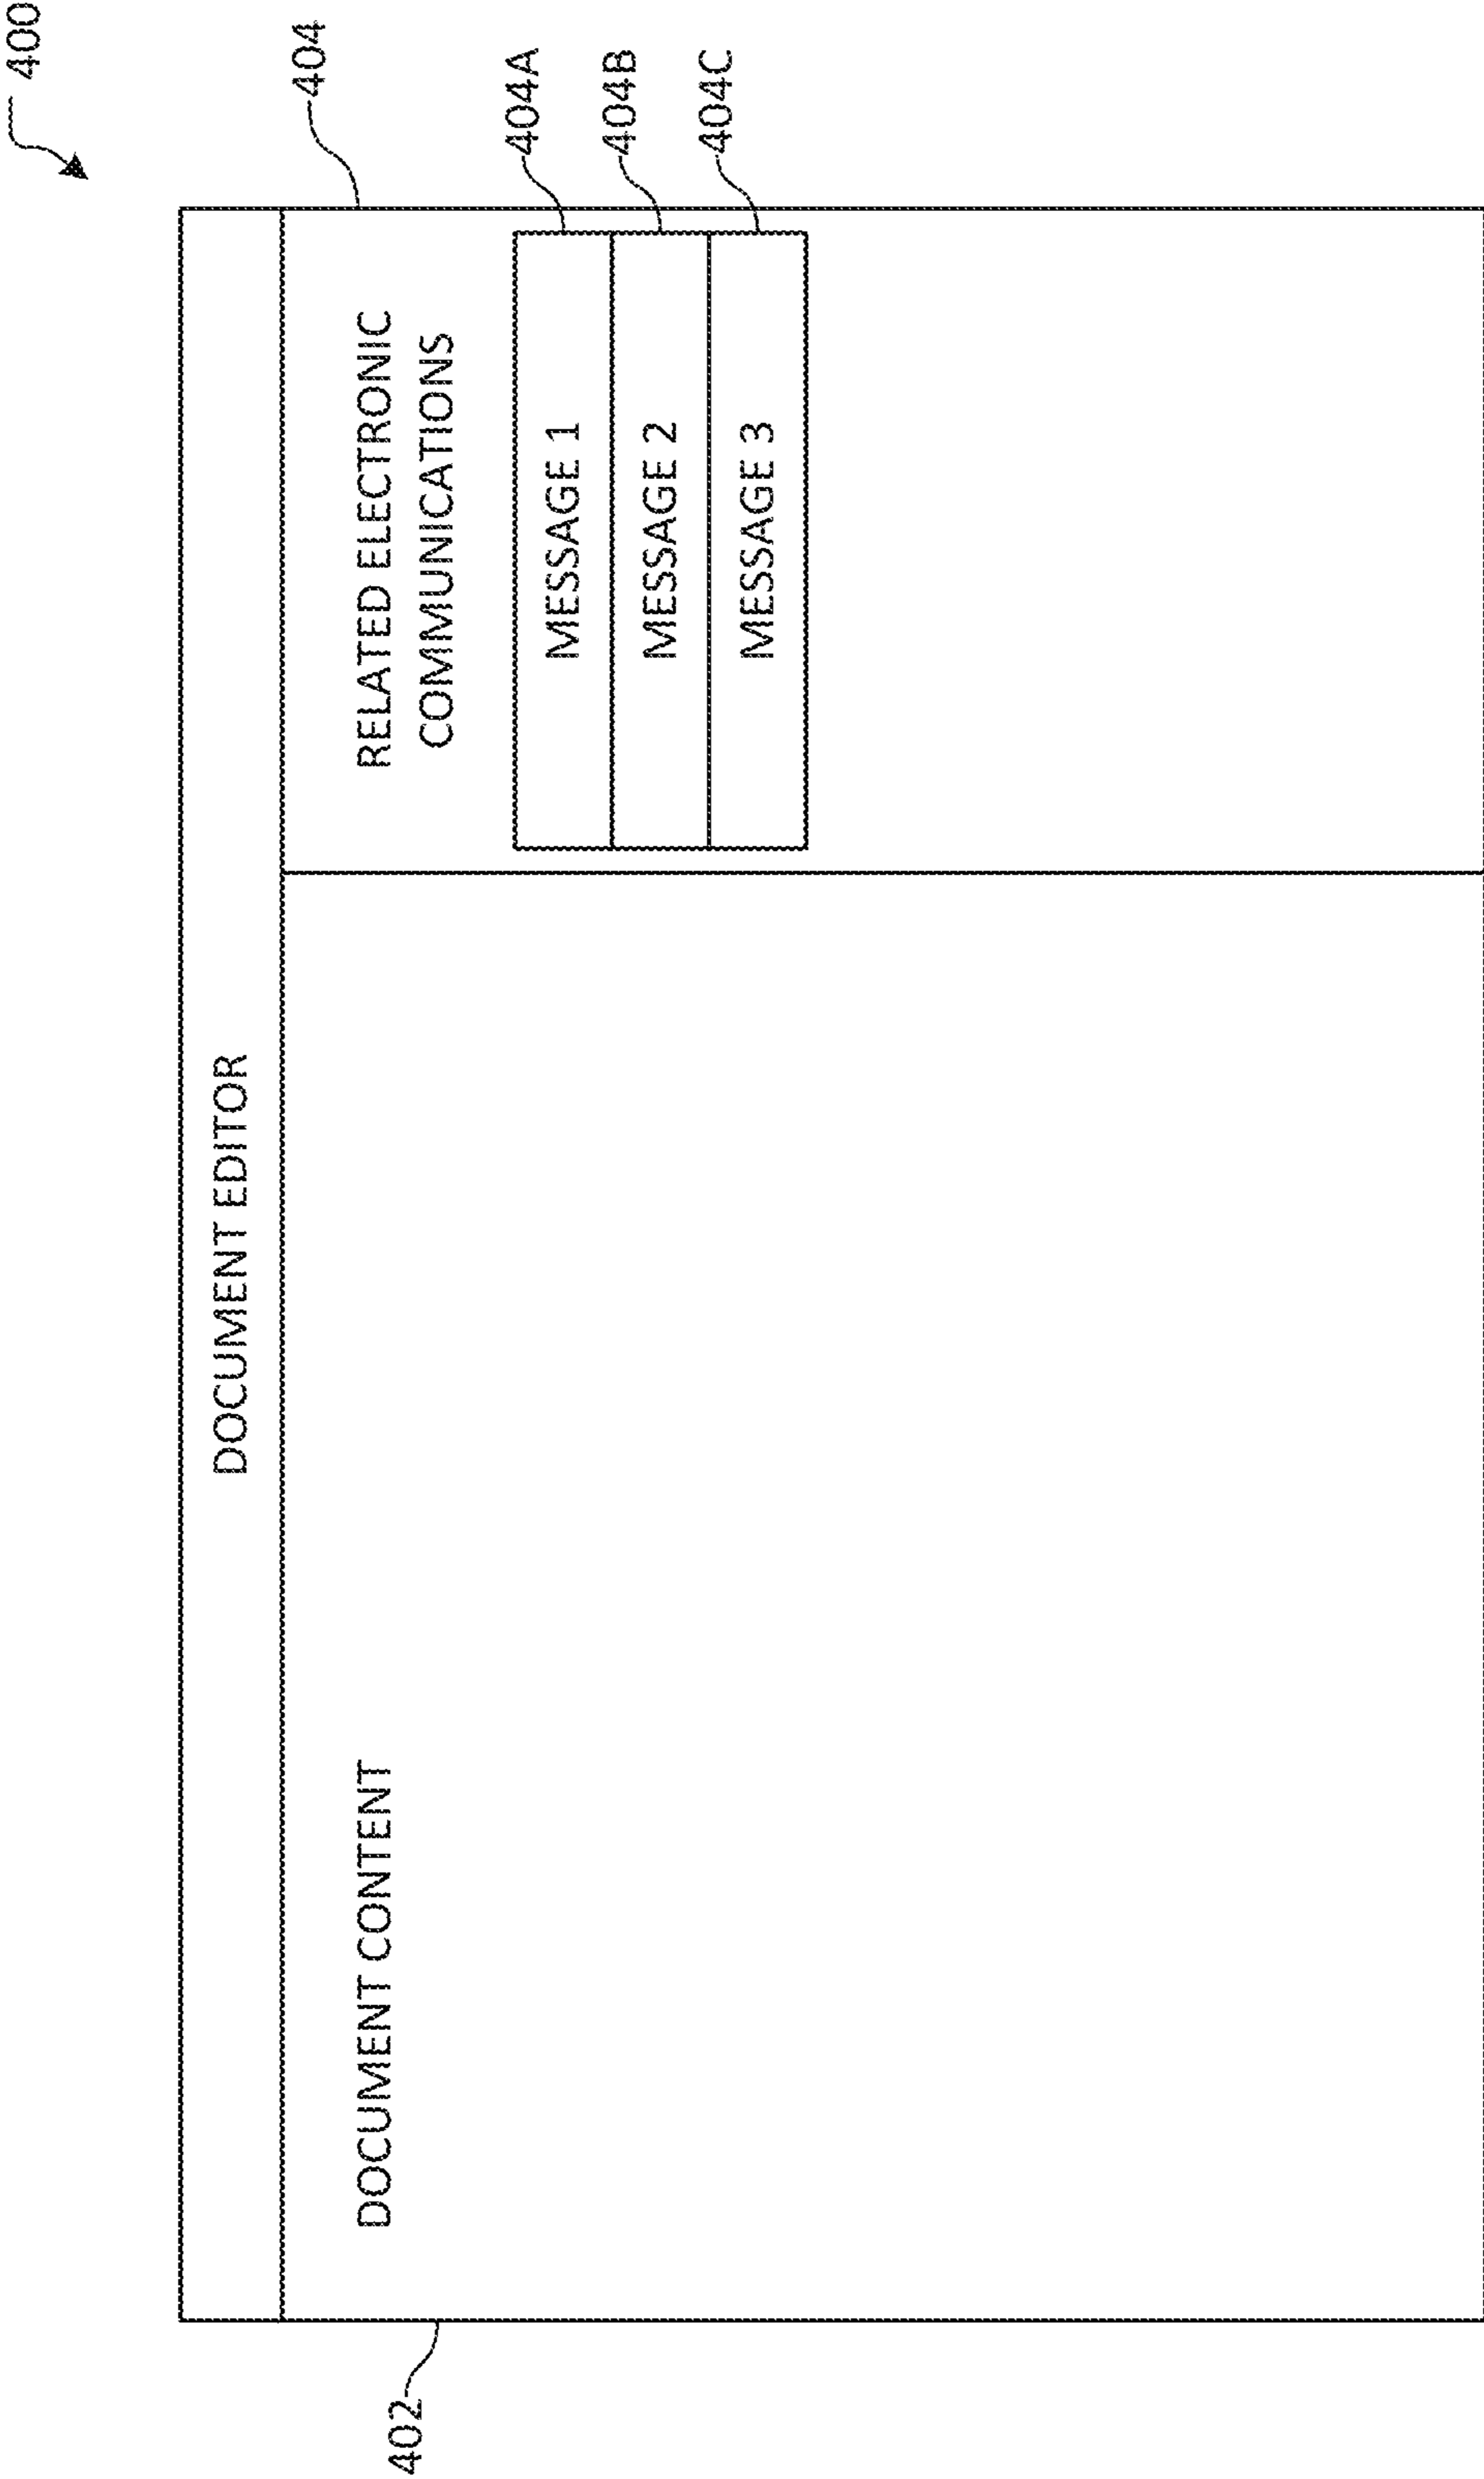 400
DOCUMENT EDITOR
402
DOCUMENT CONTENT
404
RELATED ELECTRONIC
COMMUNICATIONS
MESSAGE 1
404A
MESSAGE 2
404B
MESSAGE 3
404C